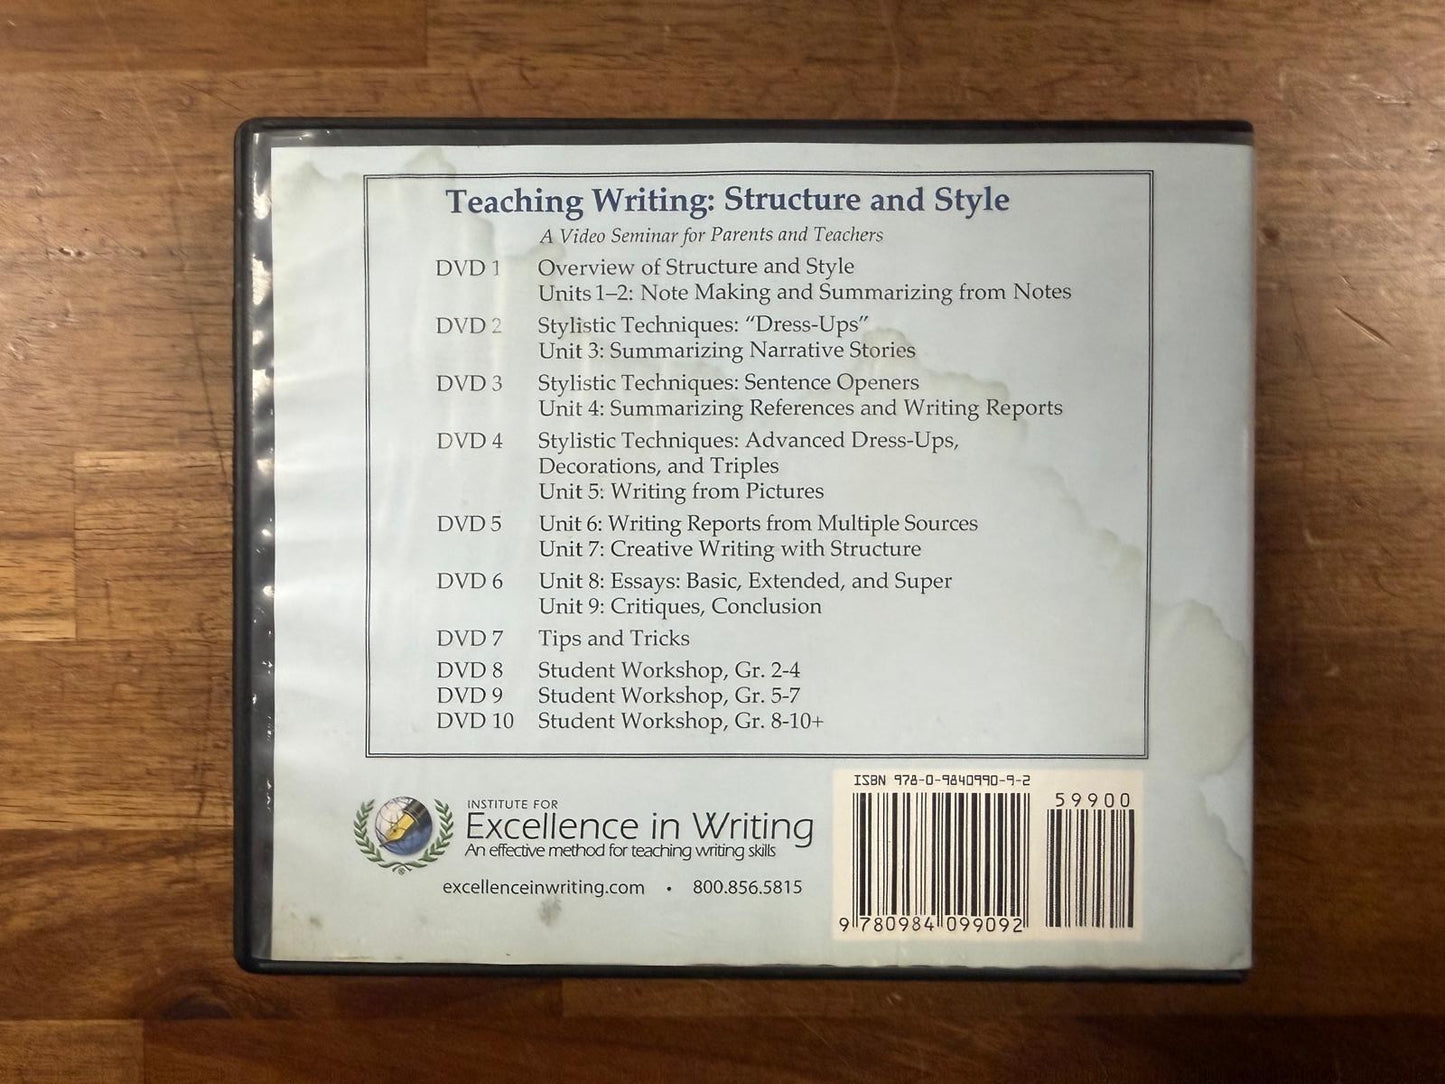 Teaching Writing: Structure and Style
A Video Seminar for Parents and Teachers
DVD 1 Overview of Structure and Style
Units 1–2: Note Making and Summarizing from Notes
DVD 2 Stylistic Techniques: “Dress-Ups”
Unit 3: Summarizing Narrative Stories
DVD 3 Stylistic Techniques: Sentence Openers
Unit 4: Summarizing References and Writing Reports
DVD 4 Stylistic Techniques: Advanced Dress-Ups,
Decorations, and Triples
Unit 5: Writing from Pictures
DVD 5 Unit 6: Writing Reports from Multiple Sources
Unit 7: Creative Writing with Structure
DVD 6 Unit 8: Essays: Basic, Extended, and Super
Unit 9: Critiques, Conclusion
DVD 7 Tips and Tricks
DVD 8 Student Workshop, Gr. 2-4
DVD 9 Student Workshop, Gr. 5-7
DVD 10 Student Workshop, Gr. 8-10+
INSTITUTE FOR
Excellence in Writing
An effective method for teaching writing skills
®
excellenceinwriting.com • 800.856.5815
ISBN 978-0-9840990-9-2
59900
9 780984 099092